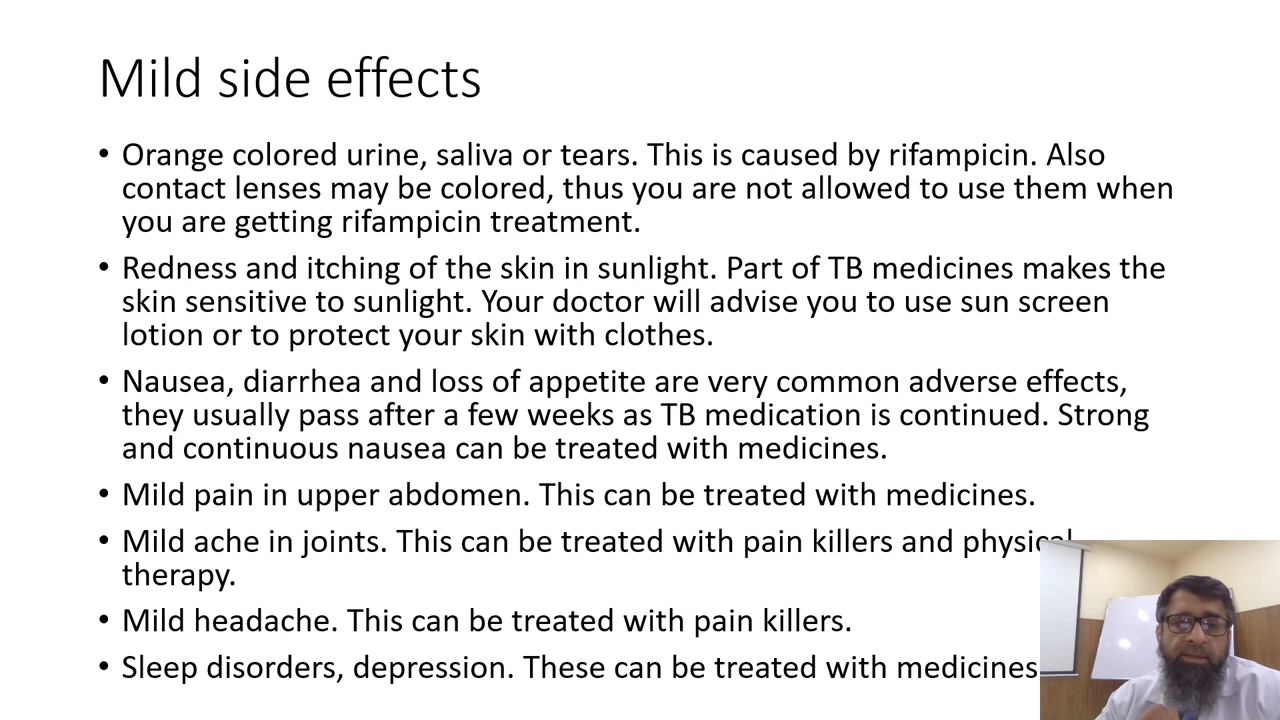 Mild side effects
• Orange colored urine, saliva or tears. This is caused by rifampicin. Also
contact lenses may be colored, thus you are not allowed to use them when
you are getting rifampicin treatment.
• Redness and itching of the skin in sunlight. Part of TB medicines makes the
skin sensitive to sunlight. Your doctor will advise you to use sun screen
lotion or to protect your skin with clothes.
• Nausea, diarrhea and loss of appetite are very common adverse effects,
they usually pass after a few weeks as TB medication is continued. Strong
and continuous nausea can be treated with medicines.
• Mild pain in upper abdomen. This can be treated with medicines.
• Mild ache in joints. This can be treated with pain killers and physical
therapy.
• Mild headache. This can be treated with pain killers.
• Sleep disorders, depression. These can be treated with medicines